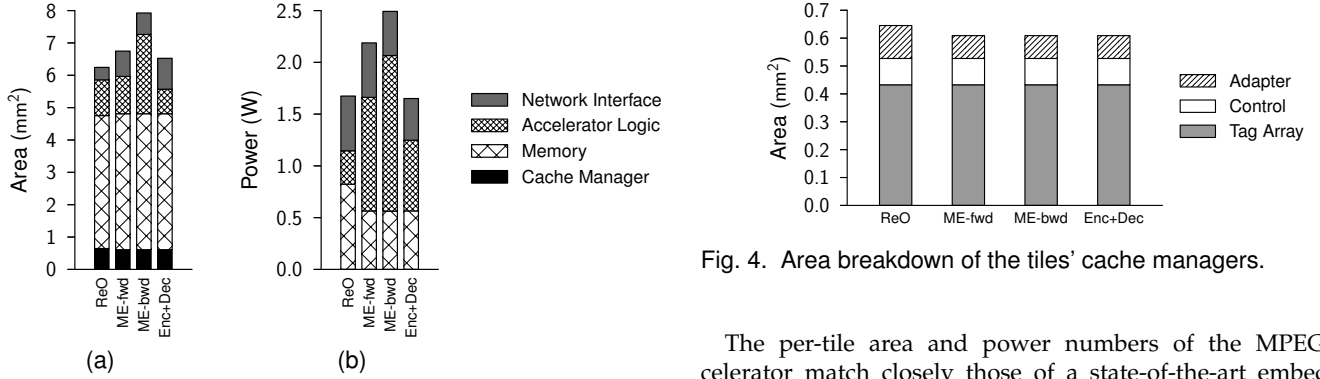 8
7
6
5
4
3
2
1
0
Area (mm²)
ReO
ME-fwd
ME-bwd
Enc+Dec
(a)
2.5
2.0
1.5
1.0
0.5
0.0
Power (W)
ReO
ME-fwd
ME-bwd
Enc+Dec
(b)
Network Interface
Accelerator Logic
Memory
Cache Manager
0.7
0.6
0.5
0.4
0.3
0.2
0.1
0.0
Area (mm²)
ReO ME-fwd ME-bwd Enc+Dec
Adapter
Control
Tag Array
Fig. 4. Area breakdown of the tiles' cache managers.
The per-tile area and power numbers of the MPEG
celerator match closely those of a state-of-the-art embec